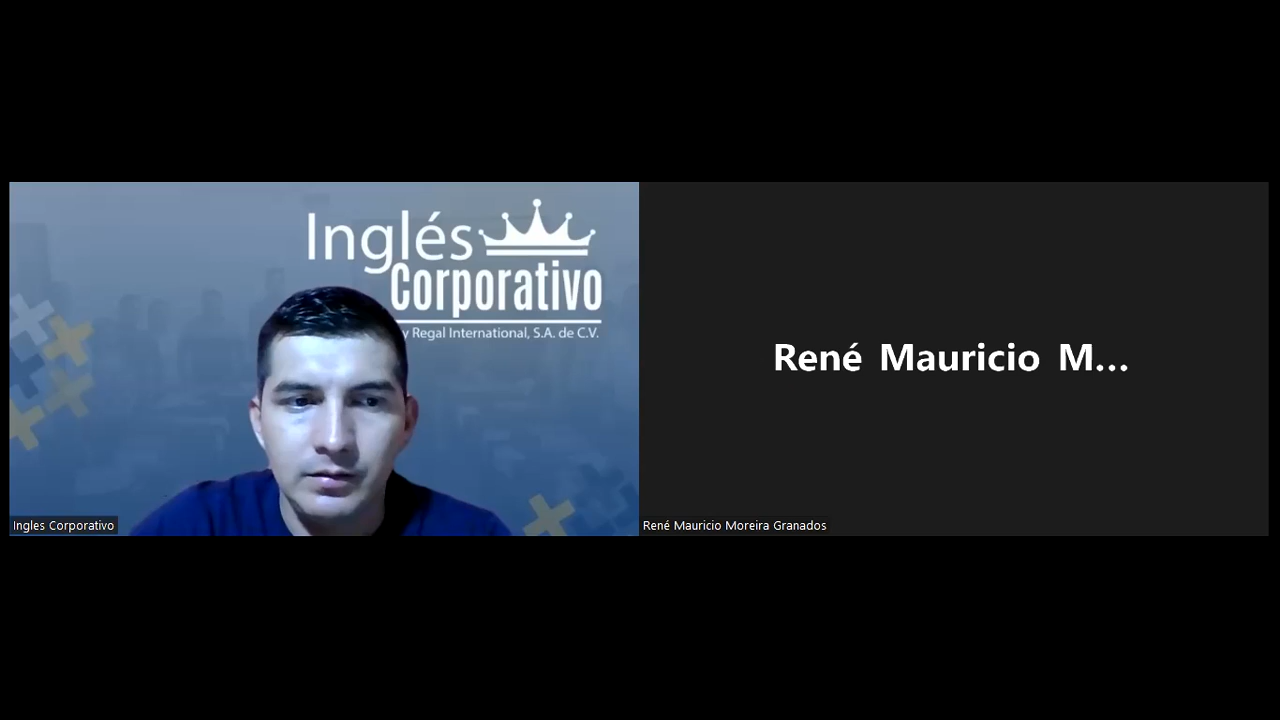 Inglés
Corporativo
y Regal International, S.A. de C.V.
Ingles Corporativo
René Mauricio M...
René Mauricio Moreira Granados